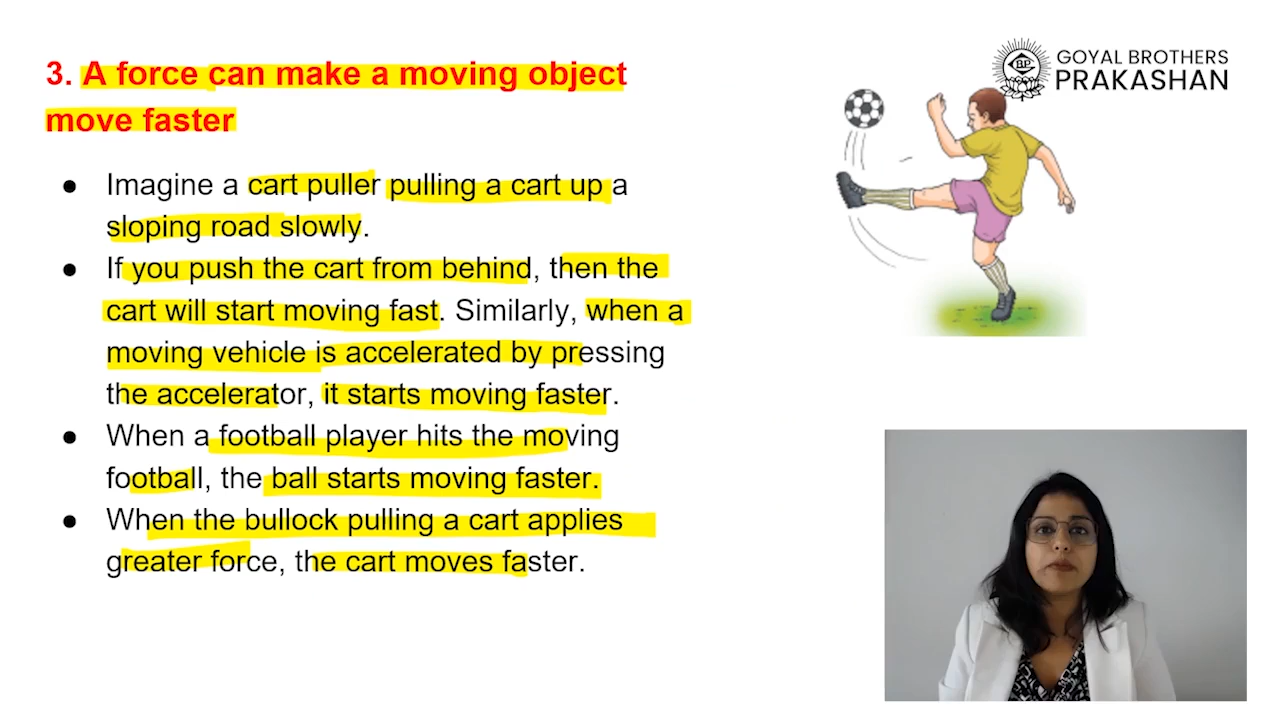 3. A force can make a moving object
move faster
● Imagine a cart puller pulling a cart up a
sloping road slowly.
● If you push the cart from behind, then the
cart will start moving fast. Similarly, when a
moving vehicle is accelerated by pressing
the accelerator, it starts moving faster.
● When a football player hits the moving
football, the ball starts moving faster.
● When the bullock pulling a cart applies
greater force, the cart moves faster.
GOYAL BROTHERS
PRAKASHAN